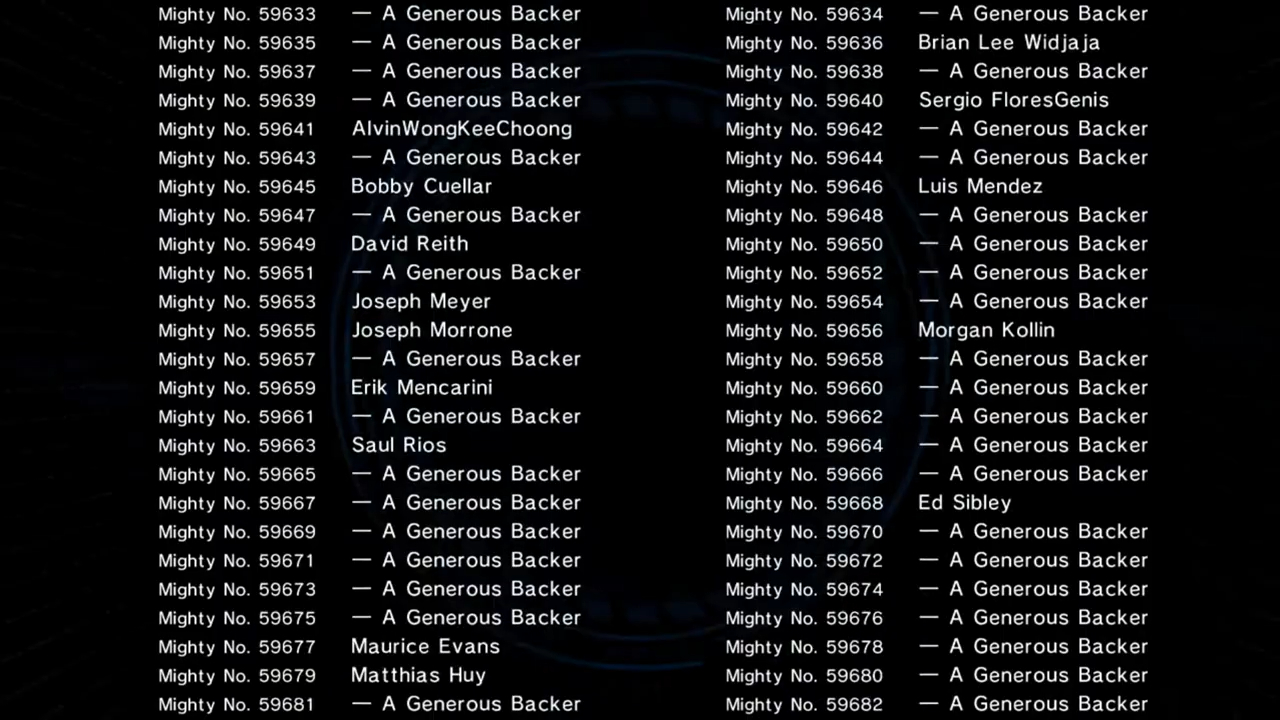 Mighty No. 59633 — A Generous Backer Mighty No. 59634 — A Generous Backer
Mighty No. 59635 — A Generous Backer Mighty No. 59636 Brian Lee Widjaja
Mighty No. 59637 — A Generous Backer Mighty No. 59638 — A Generous Backer
Mighty No. 59639 — A Generous Backer Mighty No. 59640 Sergio FloresGenis
Mighty No. 59641 AlvinWongKeeChoong Mighty No. 59642 — A Generous Backer
Mighty No. 59643 — A Generous Backer Mighty No. 59644 — A Generous Backer
Mighty No. 59645 Bobby Cuellar Mighty No. 59646 Luis Mendez
Mighty No. 59647 — A Generous Backer Mighty No. 59648 — A Generous Backer
Mighty No. 59649 David Reith Mighty No. 59650 — A Generous Backer
Mighty No. 59651 — A Generous Backer Mighty No. 59652 — A Generous Backer
Mighty No. 59653 Joseph Meyer Mighty No. 59654 — A Generous Backer
Mighty No. 59655 Joseph Morrone Mighty No. 59656 Morgan Kollin
Mighty No. 59657 — A Generous Backer Mighty No. 59658 — A Generous Backer
Mighty No. 59659 Erik Mencarini Mighty No. 59660 — A Generous Backer
Mighty No. 59661 — A Generous Backer Mighty No. 59662 — A Generous Backer
Mighty No. 59663 Saul Rios Mighty No. 59664 — A Generous Backer
Mighty No. 59665 — A Generous Backer Mighty No. 59666 — A Generous Backer
Mighty No. 59667 — A Generous Backer Mighty No. 59668 Ed Sibley
Mighty No. 59669 — A Generous Backer Mighty No. 59670 — A Generous Backer
Mighty No. 59671 — A Generous Backer Mighty No. 59672 — A Generous Backer
Mighty No. 59673 — A Generous Backer Mighty No. 59674 — A Generous Backer
Mighty No. 59675 — A Generous Backer Mighty No. 59676 — A Generous Backer
Mighty No. 59677 Maurice Evans Mighty No. 59678 — A Generous Backer
Mighty No. 59679 Matthias Huy Mighty No. 59680 — A Generous Backer
Mighty No. 59681 — A Generous Backer Mighty No. 59682 — A Generous Backer